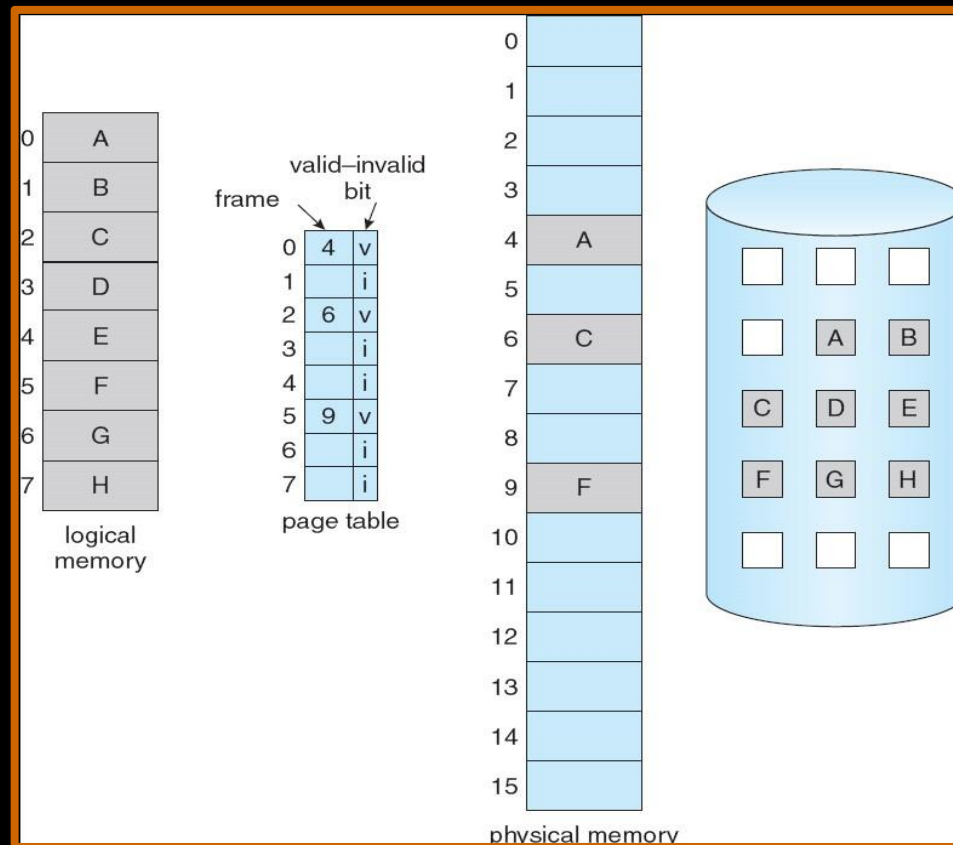 0 A
1 B
2 C
3 D
4 E
5 F
6 G
7 H
logical
memory
valid–invalid
bit
frame
0 4 v
1 i
2 6 v
3 i
4 i
5 9 v
6 i
7 i
page table
0
1
2
3
4 A
5
6 C
7
8
9 F
10
11
12
13
14
15
physical memory
A B
C D E
F G H